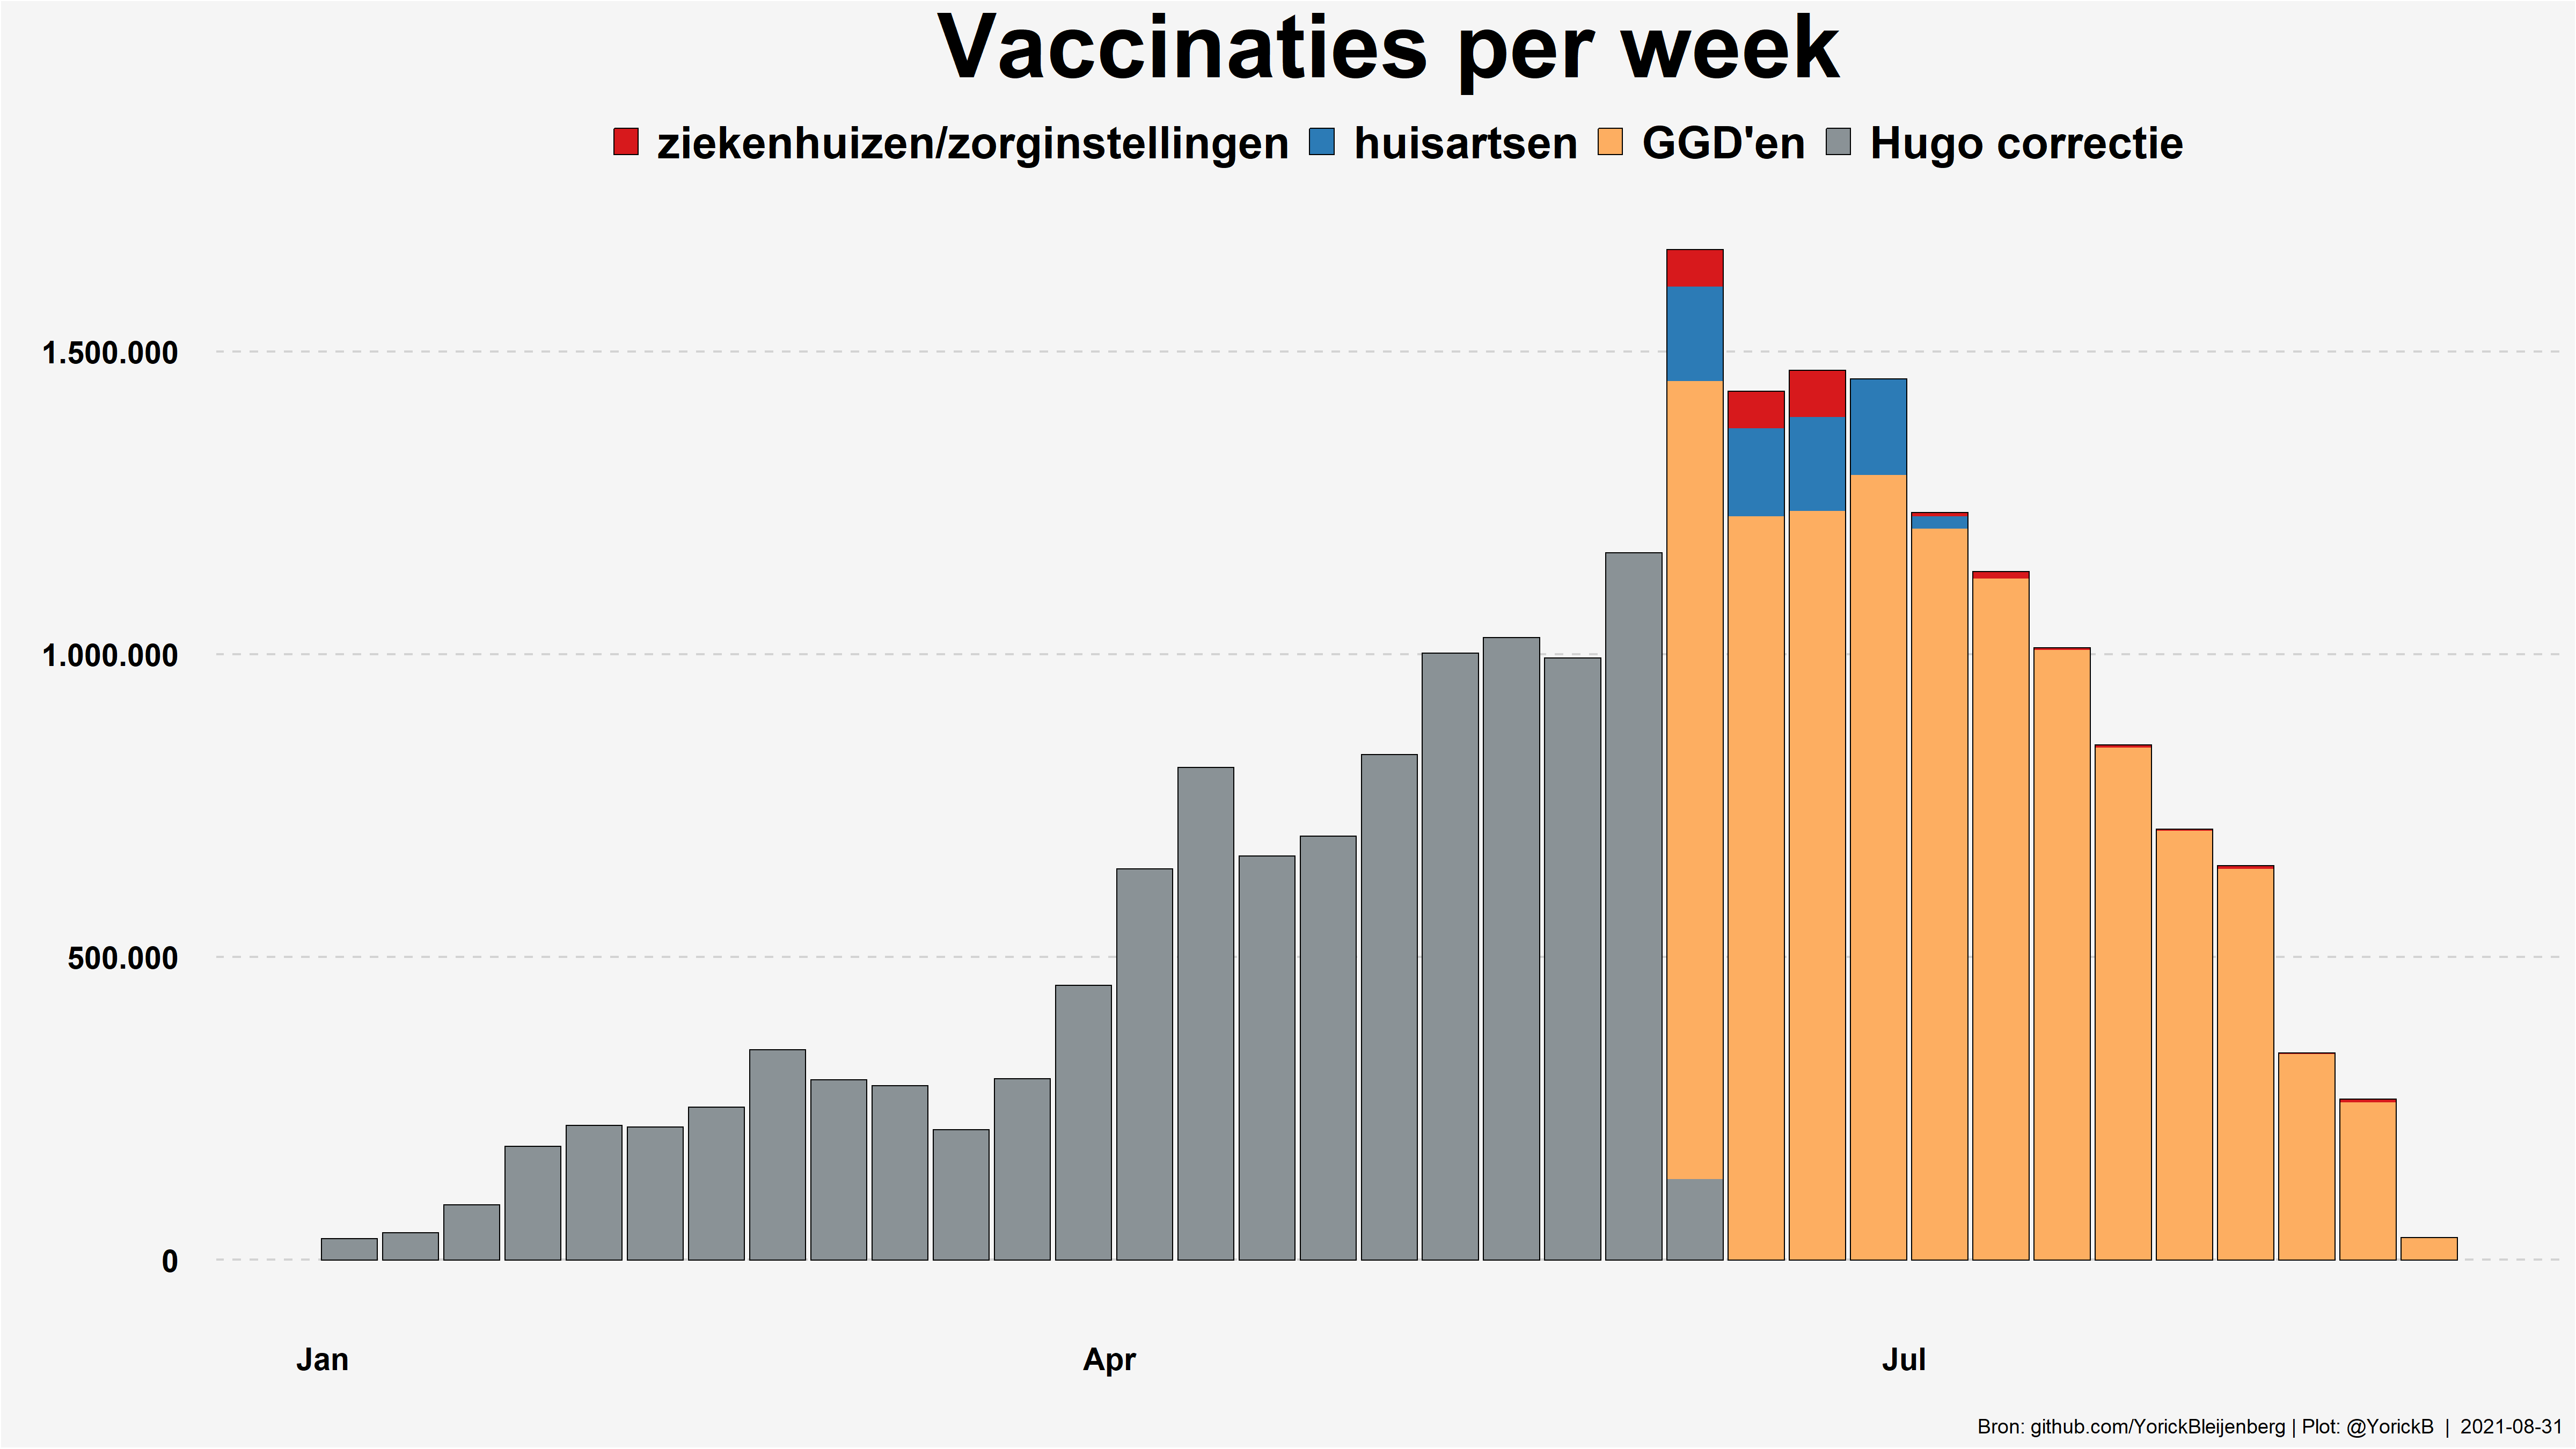 Vaccinaties per week
ziekenhuizen/zorginstellingen huisartsen GGD'en Hugo correctie
1.500.000
1.000.000
500.000
0
Jan Apr Jul
Bron: github.com/YorickBleijenberg | Plot: @YorickB | 2021-08-31